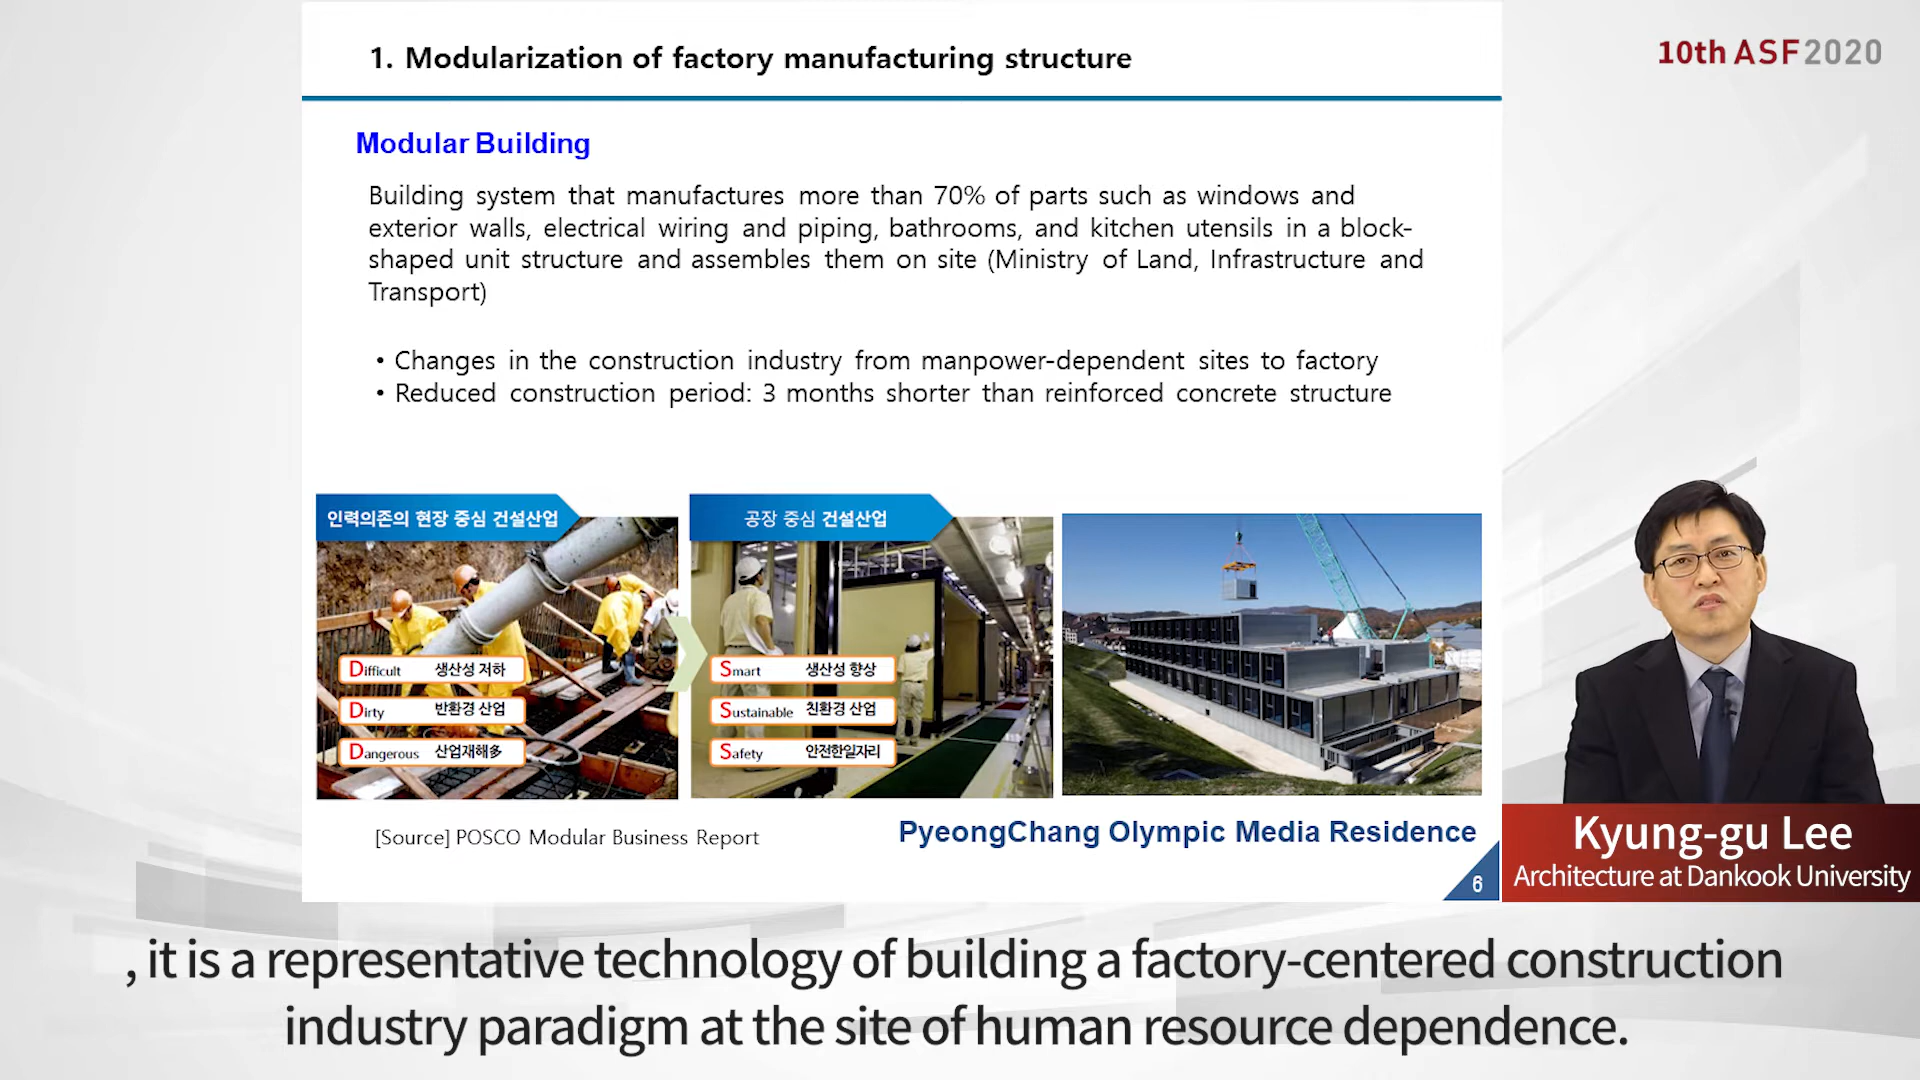 1. Modularization of factory manufacturing structure
10th ASF2020
Modular Building
Building system that manufactures more than 70% of parts such as windows and
exterior walls, electrical wiring and piping, bathrooms, and kitchen utensils in a block-
shaped unit structure and assembles them on site (Ministry of Land, Infrastructure and
Transport)
• Changes in the construction industry from manpower-dependent sites to factory
• Reduced construction period: 3 months shorter than reinforced concrete structure
인력의존의 현장 중심 건설산업
Difficult 생산성 저하
Dirty 반환경 산업
Dangerous 산업재해多
공장 중심 건설산업
Smart 생산성 향상
Sustainable 친환경 산업
Safety 안전한일자리
[Source] POSCO Modular Business Report
PyeongChang Olympic Media Residence
6
Kyung-gu Lee
Architecture at Dankook University
, it is a representative technology of building a factory-centered construction
industry paradigm at the site of human resource dependence.